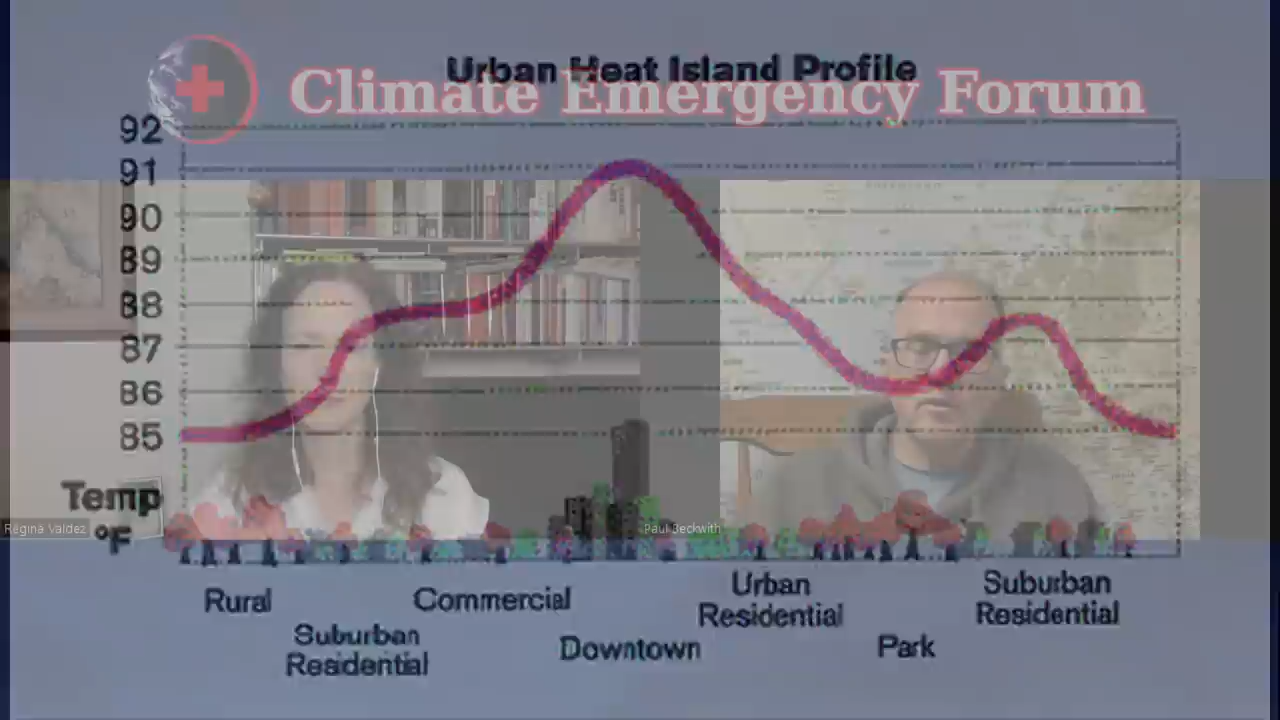 Urban Heat Island Profile
Climate Emergency Forum
92
91
90
89
88
87
86
85
Temp
°F
Regina Valdez
Paul Beckwith
Rural
Suburban
Residential
Commercial
Downtown
Urban
Residential
Park
Suburban
Residential